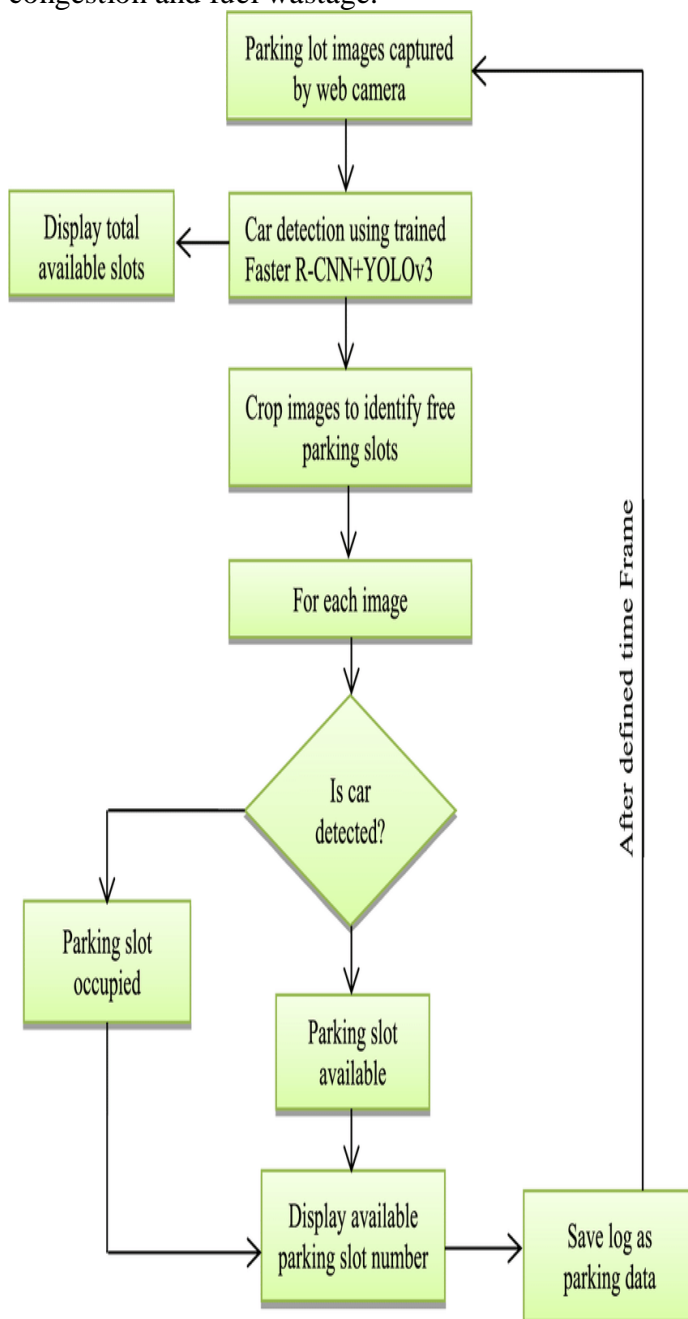 congestion and fuel wastage.
Parking lot images captured
by web camera
Display total
available slots
Car detection using trained
Faster R-CNN+YOLOv3
Crop images to identify free
parking slots
For each image
Is car
detected?
After defined time Frame
Parking slot
occupied
Parking slot
available
Display available
parking slot number
Save log as
parking data